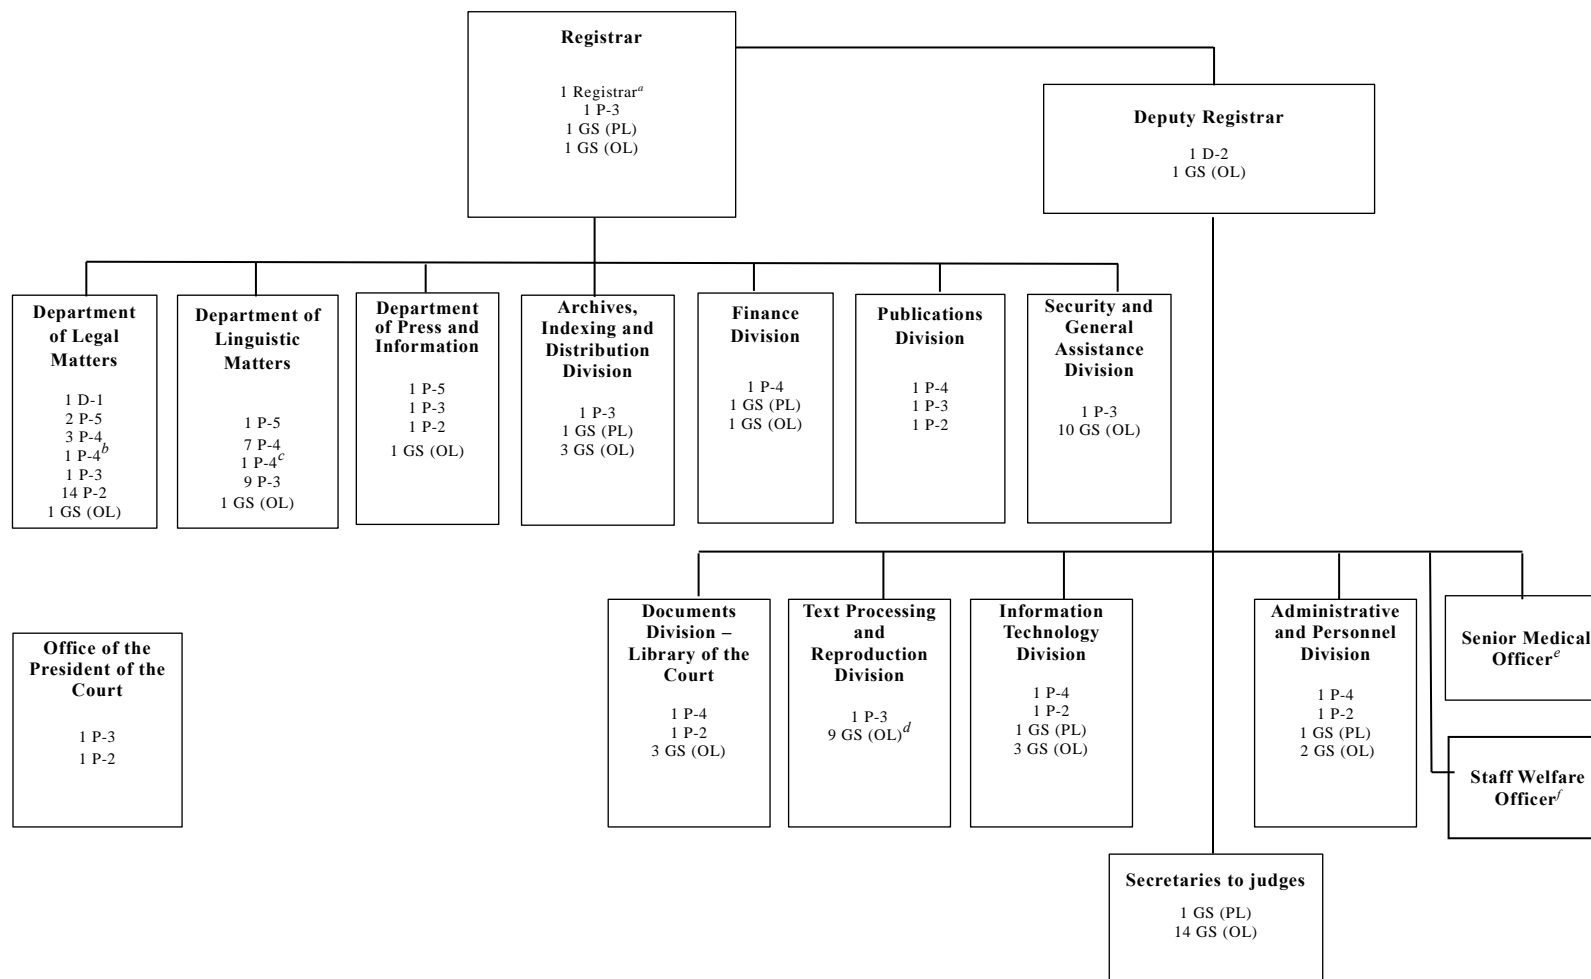 Registrar
1 Registrar^a
1 P-3
1 GS (PL)
1 GS (OL)
Deputy Registrar
1 D-2
1 GS (OL)
Department
of Legal
Matters
1 D-1
2 P-5
3 P-4
1 P-4^b
1 P-3
14 P-2
1 GS (OL)
Department of
Linguistic
Matters
1 P-5
7 P-4
1 P-4^c
9 P-3
1 GS (OL)
Department
of Press and
Information
1 P-5
1 P-3
1 P-2
1 GS (OL)
Archives,
Indexing and
Distribution
Division
1 P-3
1 GS (PL)
3 GS (OL)
Finance
Division
1 P-4
1 GS (PL)
1 GS (OL)
Publications
Division
1 P-4
1 P-3
1 P-2
Security and
General
Assistance
Division
1 P-3
10 GS (OL)
Office of the
President of the
Court
1 P-3
1 P-2
Documents
Division –
Library of the
Court
1 P-4
1 P-2
3 GS (OL)
Text Processing
and
Reproduction
Division
1 P-3
9 GS (OL)^d
Information
Technology
Division
1 P-4
1 P-2
1 GS (PL)
3 GS (OL)
Administrative
and Personnel
Division
1 P-4
1 P-2
1 GS (PL)
2 GS (OL)
Senior Medical
Officer^e
Staff Welfare
Officer^f
Secretaries to judges
1 GS (PL)
14 GS (OL)